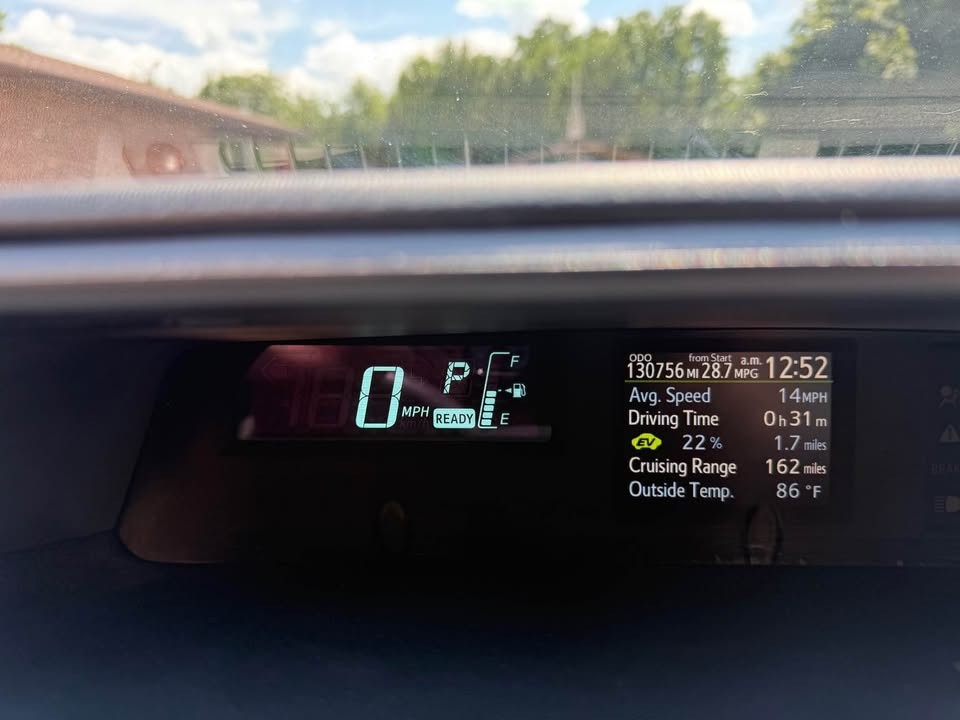 0 MPH P READY F E
ODO from Start a.m. 12:52
130756 MI 28.7 MPG
Avg. Speed 14 MPH
Driving Time 0 h 31 m
EV 22 % 1.7 miles
Cruising Range 162 miles
Outside Temp. 86 °F